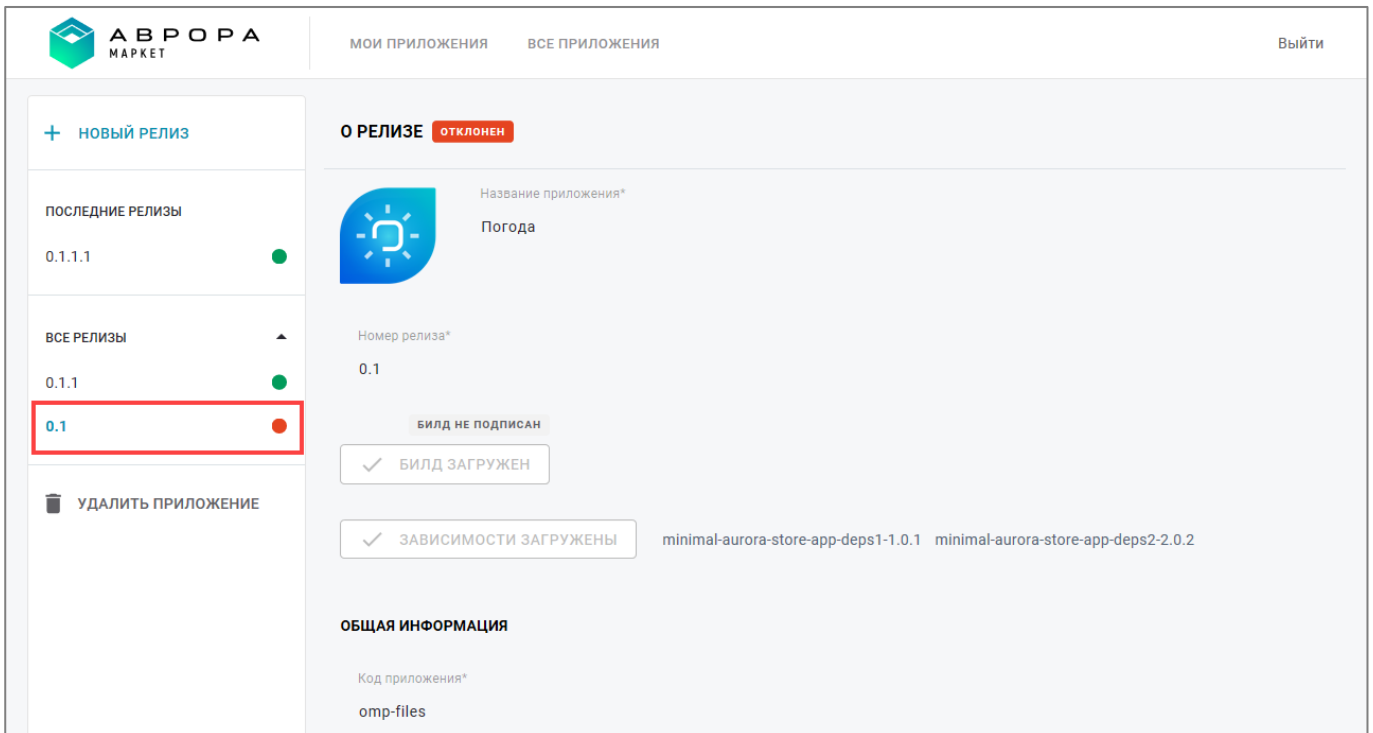 АВРОРА
МАРКЕТ
МОИ ПРИЛОЖЕНИЯ ВСЕ ПРИЛОЖЕНИЯ
Выйти
НОВЫЙ РЕЛИЗ
ПОСЛЕДНИЕ РЕЛИЗЫ
0.1.1.1
ВСЕ РЕЛИЗЫ
0.1.1
0.1
УДАЛИТЬ ПРИЛОЖЕНИЕ
О РЕЛИЗЕ ОТКЛОНЕН
Название приложения*
Погода
Номер релиза*
0.1
БИЛД НЕ ПОДПИСАН
БИЛД ЗАГРУЖЕН
ЗАВИСИМОСТИ ЗАГРУЖЕНЫ minimal-aurora-store-app-deps1-1.0.1 minimal-aurora-store-app-deps2-2.0.2
ОБЩАЯ ИНФОРМАЦИЯ
Код приложения*
omp-files